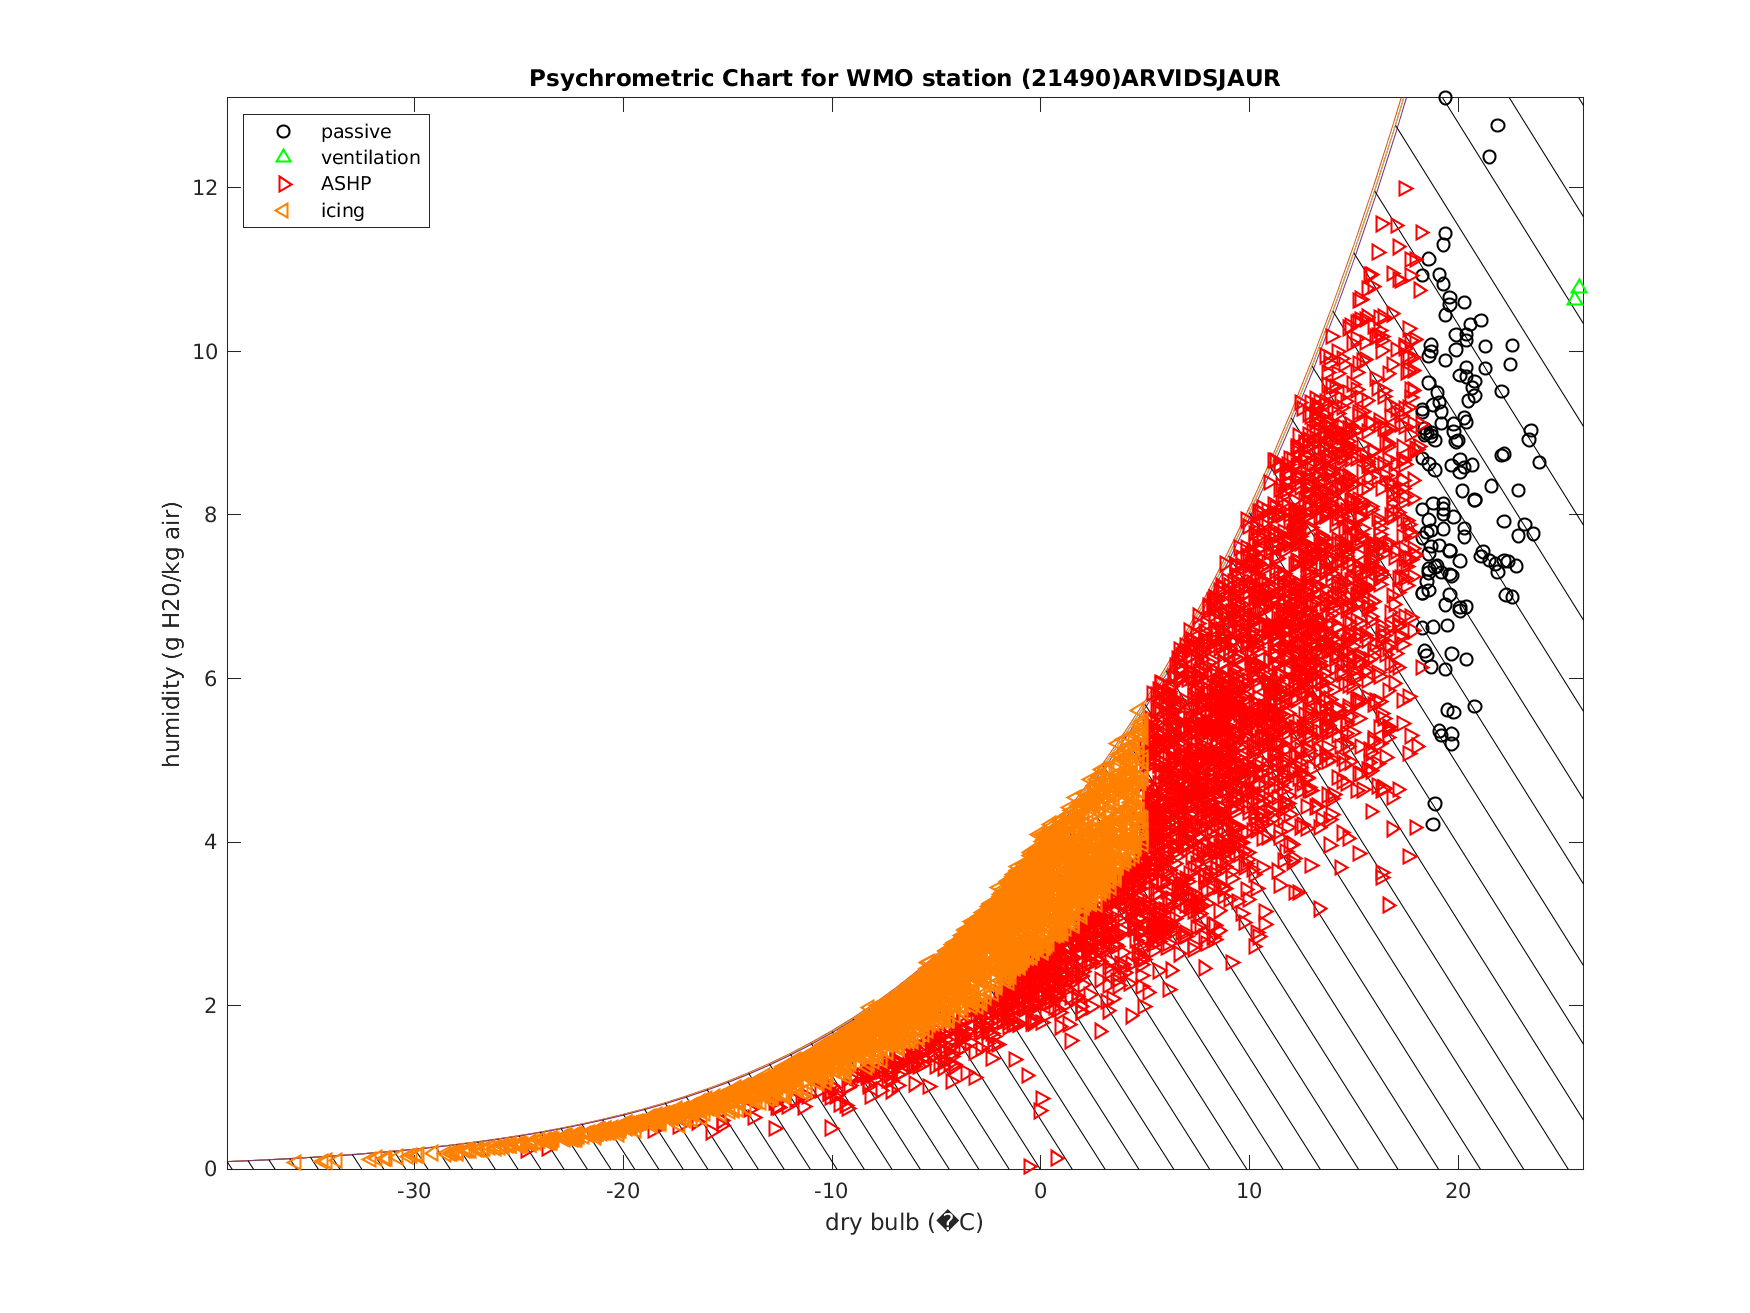 Psychrometric Chart for WMO station (21490)ARVIDSJAUR
passive
ventilation
ASHP
icing
12
10
8
6
4
2
0
humidity (g H20/kg air)
-30
-20
-10
0
10
20
dry bulb (�C)